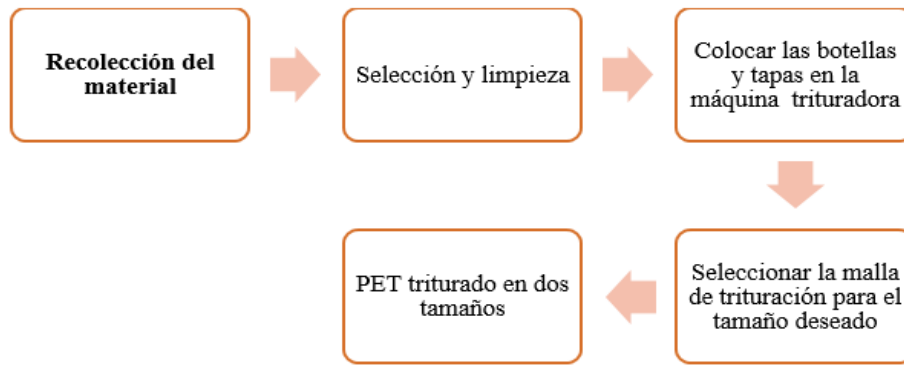 Recolección del
material
Selección y limpieza
Colocar las botellas
y tapas en la
máquina trituradora
Seleccionar la malla
de trituración para el
tamaño deseado
PET triturado en dos
tamaños